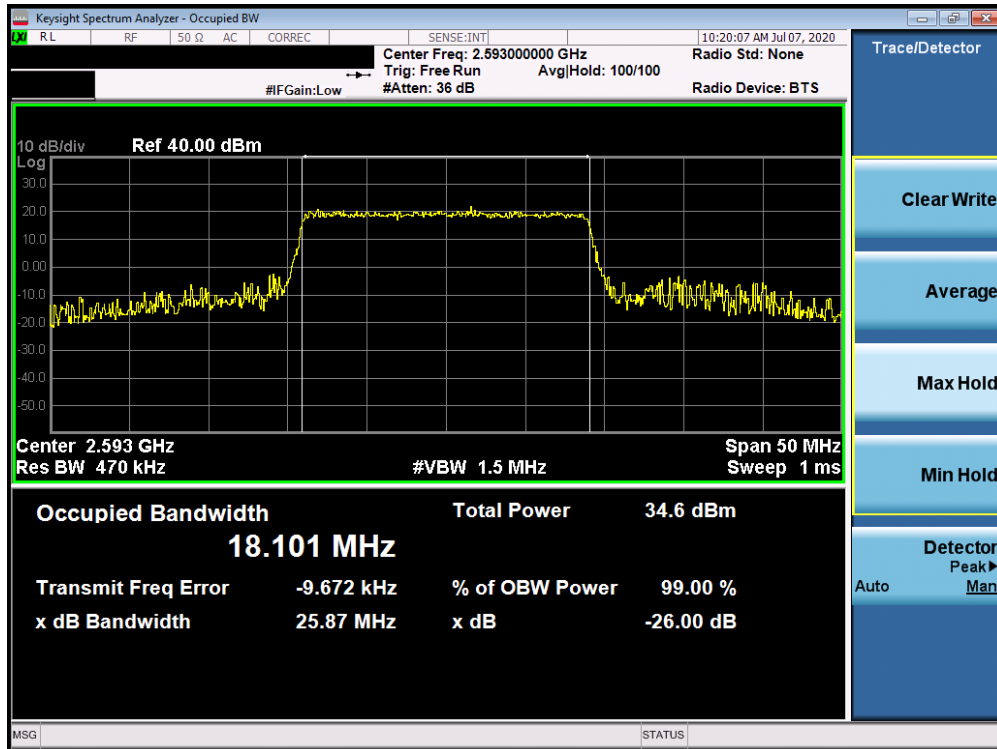 Keysight Spectrum Analyzer - Occupied BW
LXI RL RF 50 Ω AC CORREC SENSE:INT 10:20:07 AM Jul 07, 2020
Center Freq: 2.593000000 GHz Radio Std: None
Trig: Free Run Avg|Hold: 100/100
#IFGain:Low #Atten: 36 dB Radio Device: BTS
10 dB/div Ref 40.00 dBm
Log
30.0
20.0
10.0
0.00
-10.0
-20.0
-30.0
-40.0
-50.0
Center 2.593 GHz Span 50 MHz
Res BW 470 kHz #VBW 1.5 MHz Sweep 1 ms
Occupied Bandwidth Total Power 34.6 dBm
18.101 MHz
Transmit Freq Error -9.672 kHz % of OBW Power 99.00 %
x dB Bandwidth 25.87 MHz x dB -26.00 dB
MSG STATUS
Trace/Detector
Clear Write
Average
Max Hold
Min Hold
Detector
Peak▶
Auto Man